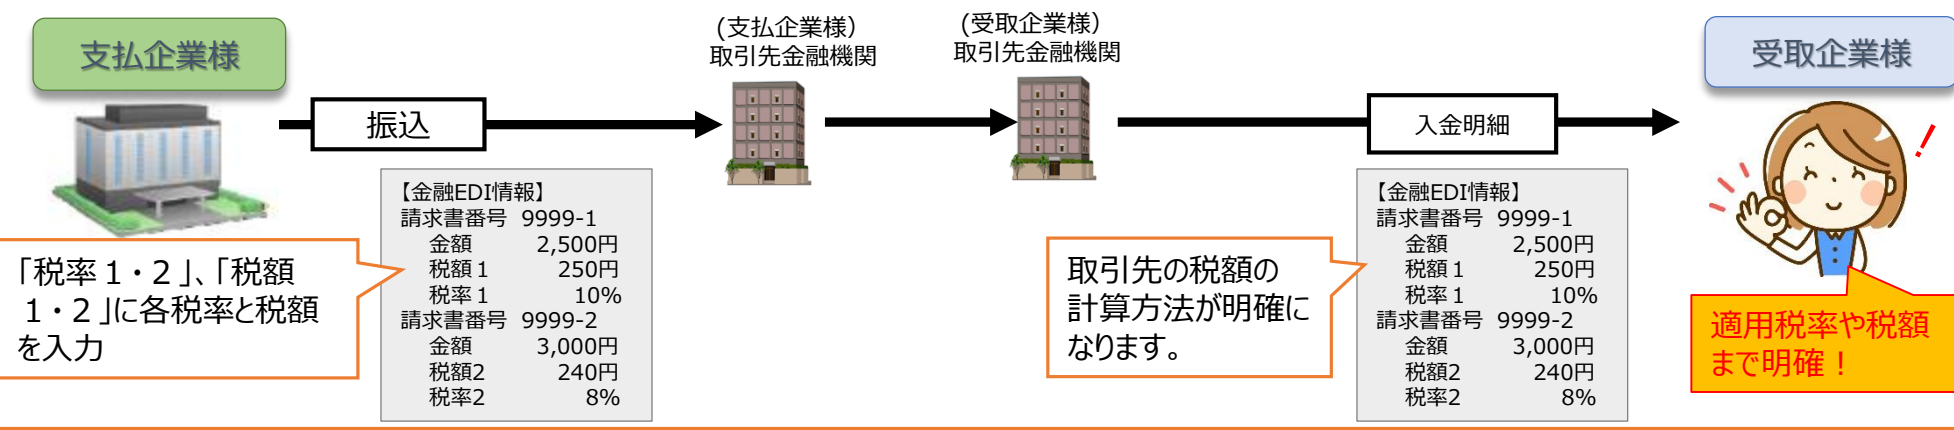 支払企業様
振込
(支払企業様)
取引先金融機関
(受取企業様)
取引先金融機関
入金明細
受取企業様
「税率1・2」、「税額
1・2」に各税率と税額
を入力
【金融EDI情報】
請求書番号 9999-1
金額 2,500円
税額1 250円
税率1 10%
請求書番号 9999-2
金額 3,000円
税額2 240円
税率2 8%
取引先の税額の
計算方法が明確に
なります。
【金融EDI情報】
請求書番号 9999-1
金額 2,500円
税額1 250円
税率1 10%
請求書番号 9999-2
金額 3,000円
税額2 240円
税率2 8%
適用税率や税額
まで明確！